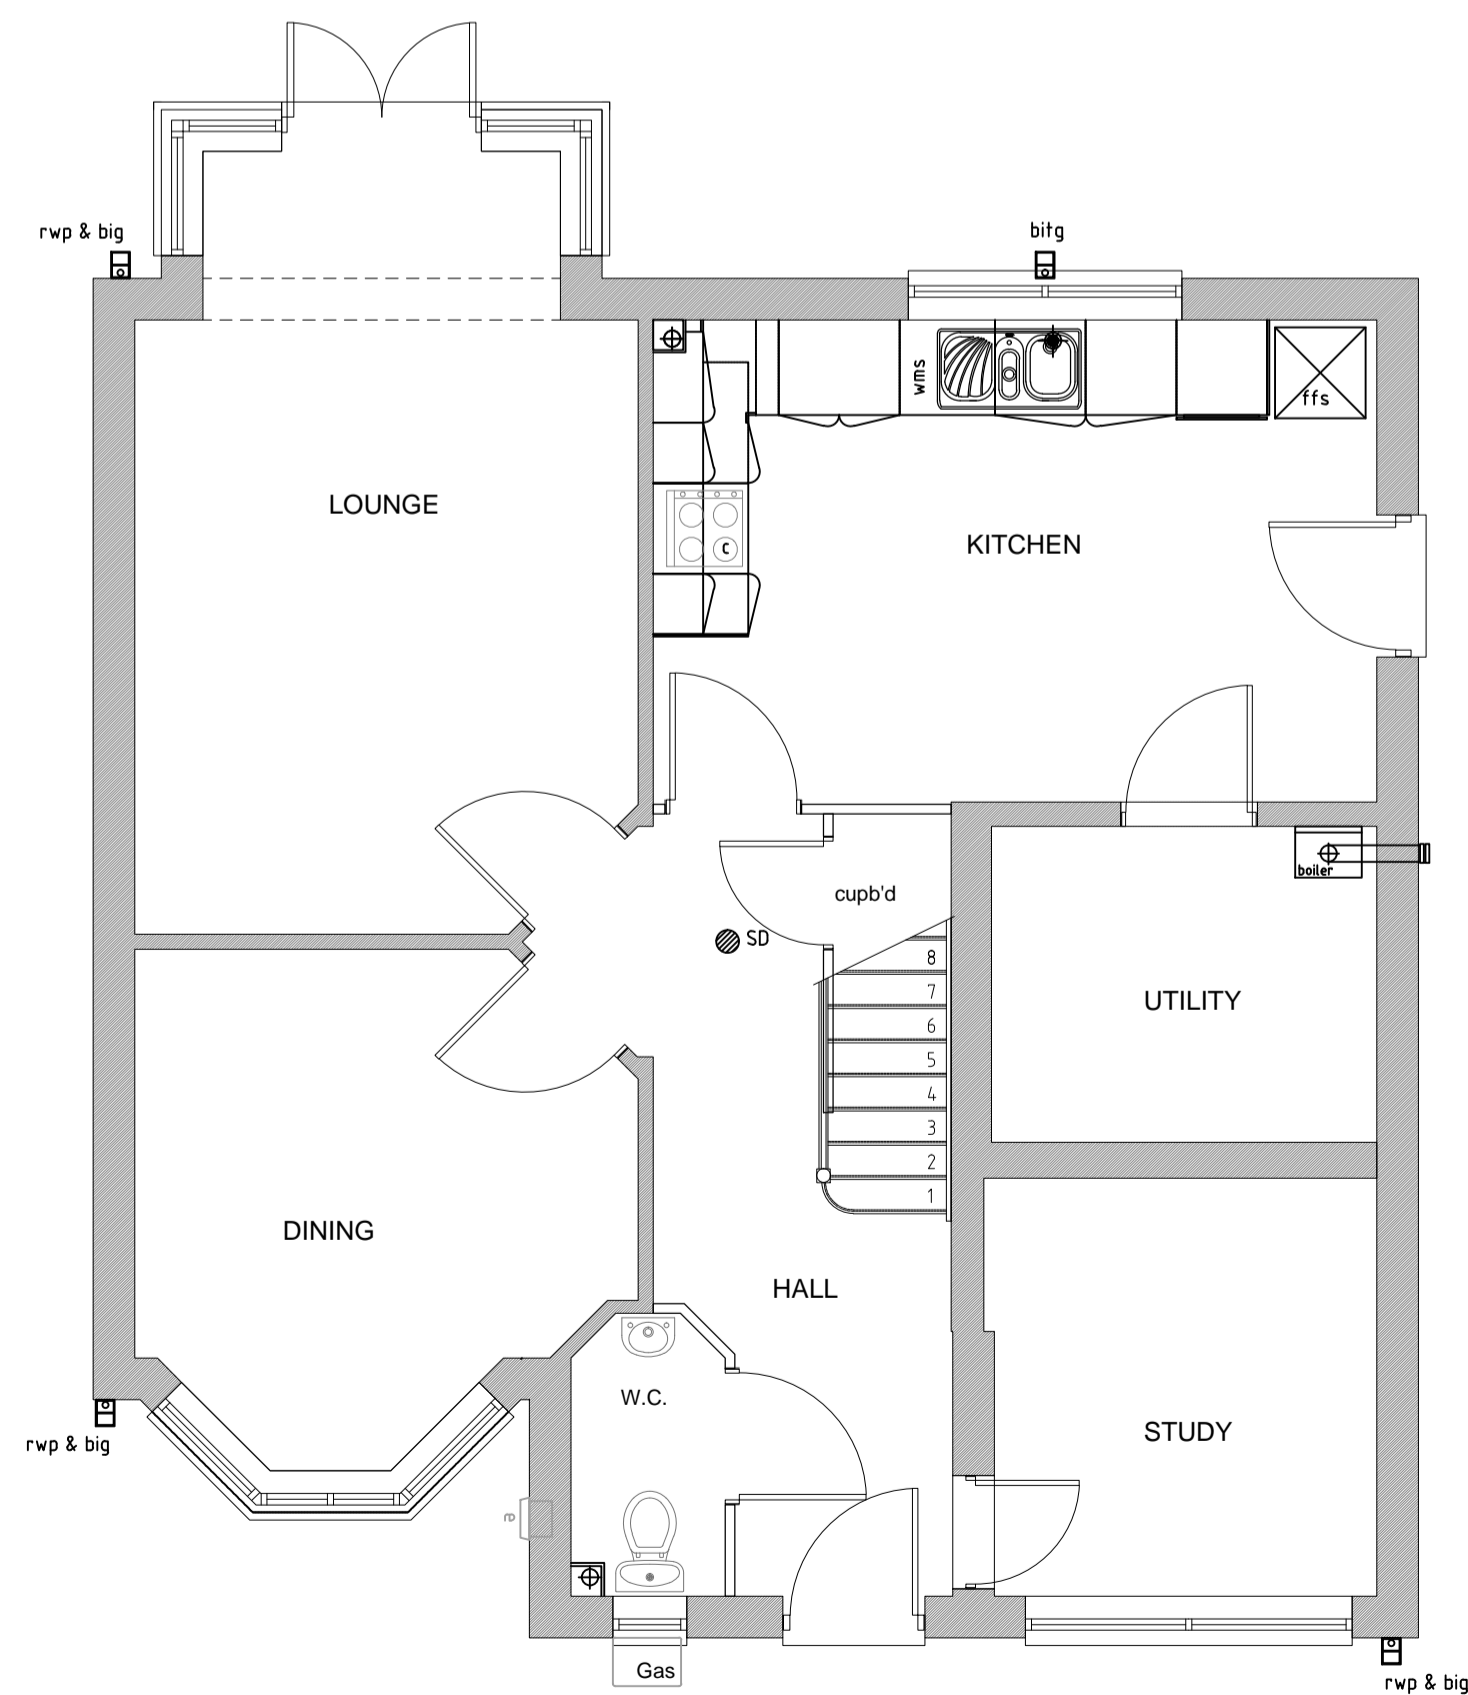 rwp & big
bitg
wms
ffs
LOUNGE
KITCHEN
c
boiler
cupb'd
SD
8
7
UTILITY
6
5
4
3
2
1
DINING
HALL
W.C.
STUDY
rwp & big
e
Gas
rwp & big